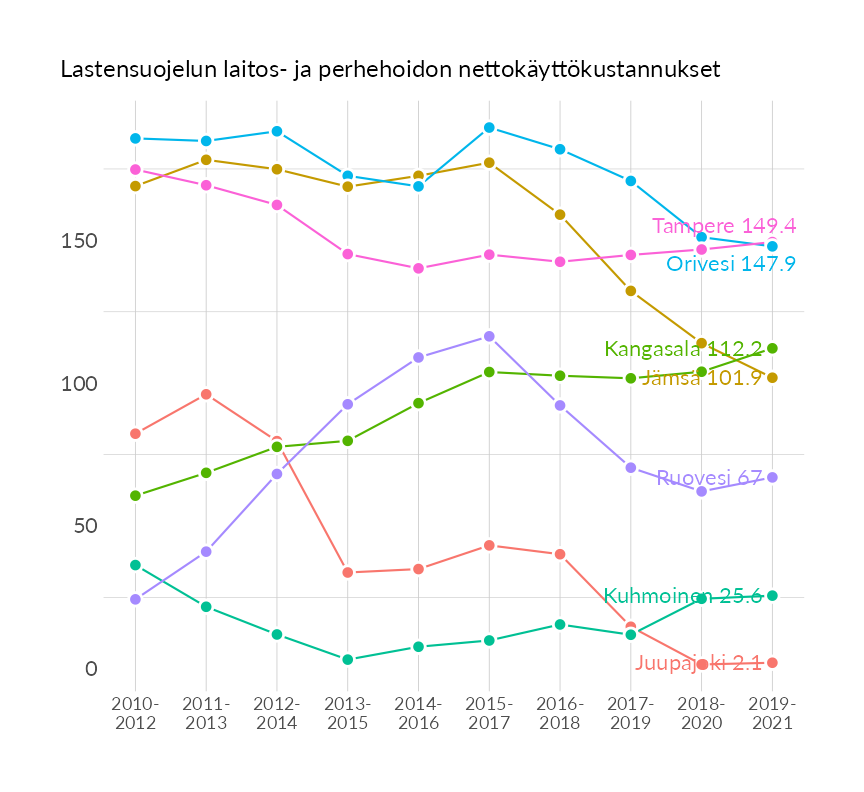 Lastensuojelun laitos- ja perhehoidon nettokäyttökustannukset
Tampere 149.4
150
Orivesi 147.9
Kangasala 112.2
Jämsä 101.9
100
Ruovesi 67
50
Kuhmoinen 25.6
Juupajoki 2.1
0
2010- 2011- 2012- 2013- 2014- 2015- 2016- 2017- 2018- 2019-
2012 2013 2014 2015 2016 2017 2018 2019 2020 2021